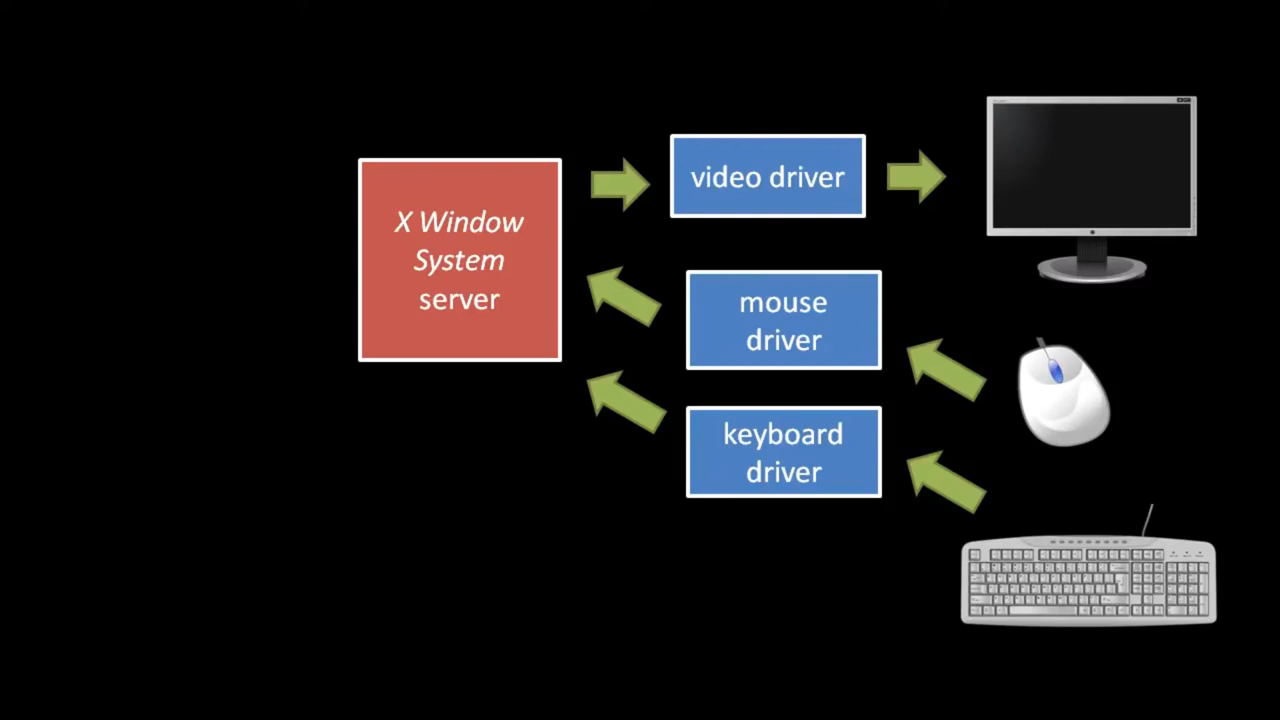 X Window
System
server
video driver
mouse
driver
keyboard
driver